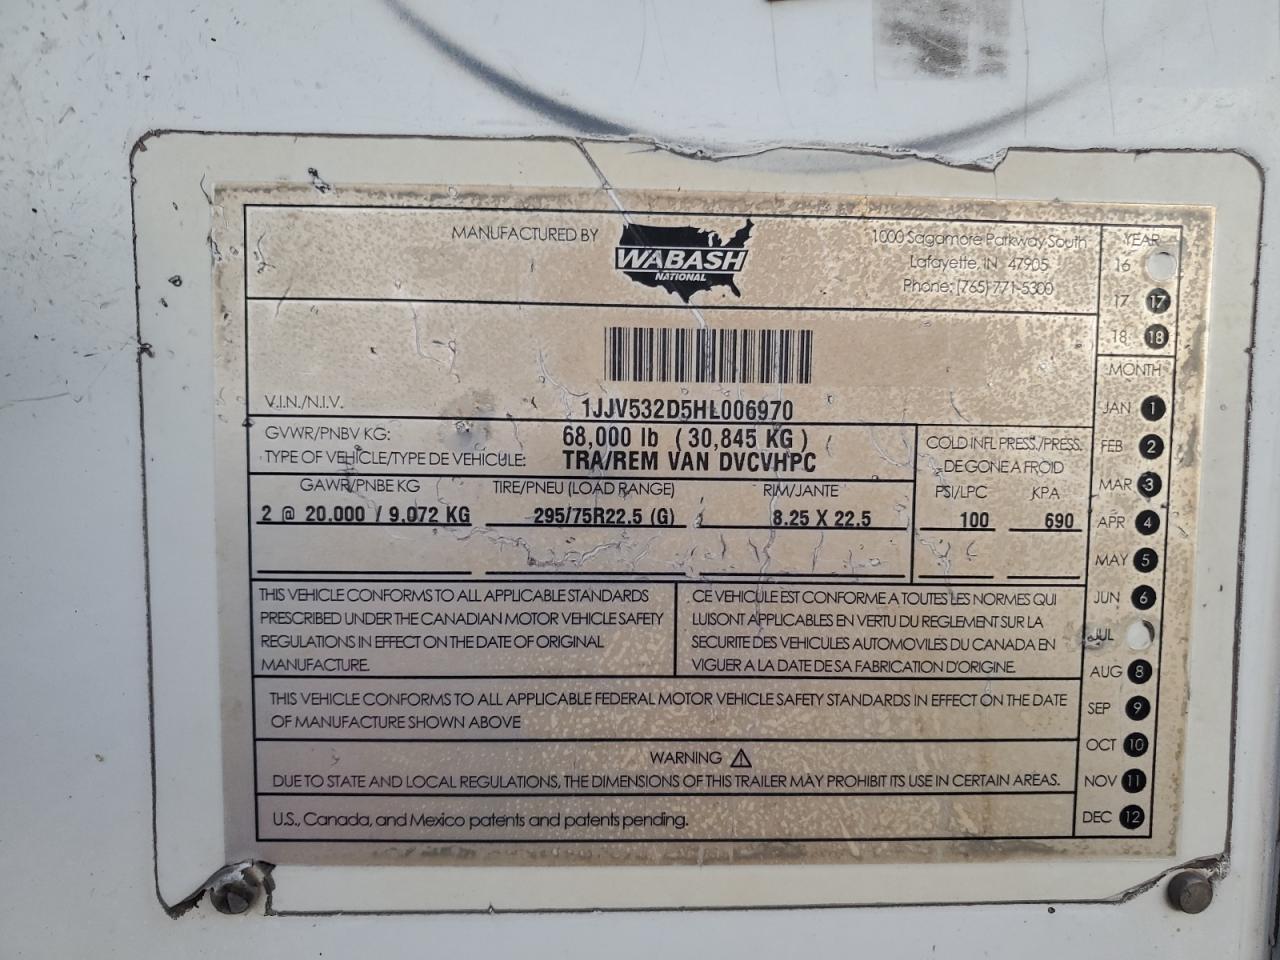 MANUFACTURED BY
WABASH
NATIONAL
1000 Sagamore Parkway South
Lafayette, IN 47905
Phone: (765) 771-5300
V.I.N./N.I.V.
1JJV532D5HL006970
GVWR/PNBV KG:
68,000 lb ( 30,845 KG )
TYPE OF VEHICLE/TYPE DE VEHICULE:
TRA/REM VAN DVCVHPC
COLD INFL PRESS./PRESS.
DE GONE A FROID
GAWR/PNBE KG
TIRE/PNEU (LOAD RANGE)
RIM/JANTE
PSI/LPC
KPA
2 @ 20.000 / 9.072 KG
295/75R22.5 (G)
8.25 X 22.5
100
690
THIS VEHICLE CONFORMS TO ALL APPLICABLE STANDARDS
PRESCRIBED UNDER THE CANADIAN MOTOR VEHICLE SAFETY
REGULATIONS IN EFFECT ON THE DATE OF ORIGINAL
MANUFACTURE.
CE VEHICULE EST CONFORME A TOUTES LES NORMES QUI
LUI SONT APPLICABLES EN VERTU DU REGLEMENT SUR LA
SECURITE DES VEHICULES AUTOMOVILES DU CANADA EN
VIGUER A LA DATE DE SA FABRICATION D'ORIGINE.
THIS VEHICLE CONFORMS TO ALL APPLICABLE FEDERAL MOTOR VEHICLE SAFETY STANDARDS IN EFFECT ON THE DATE
OF MANUFACTURE SHOWN ABOVE
WARNING
DUE TO STATE AND LOCAL REGULATIONS, THE DIMENSIONS OF THIS TRAILER MAY PROHIBIT ITS USE IN CERTAIN AREAS.
U.S., Canada, and Mexico patents and patents pending.
YEAR
16
17 17
18 18
MONTH
JAN 1
FEB 2
MAR 3
APR 4
MAY 5
JUN 6
JUL
AUG 8
SEP 9
OCT 10
NOV 11
DEC 12